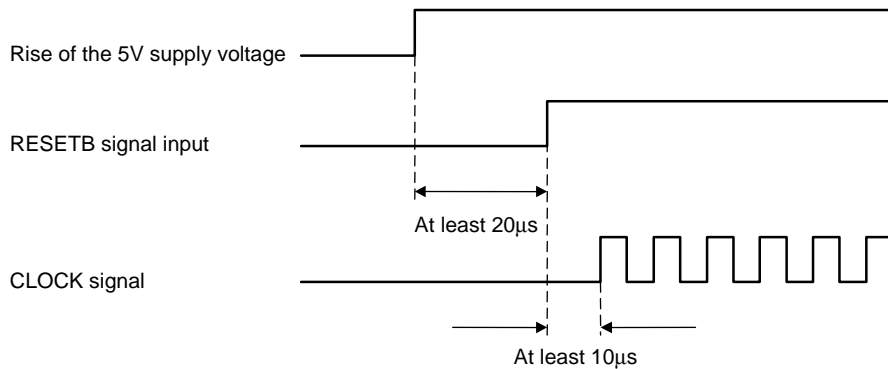 Rise of the 5V supply voltage
RESETB signal input
At least 20μs
CLOCK signal
At least 10μs